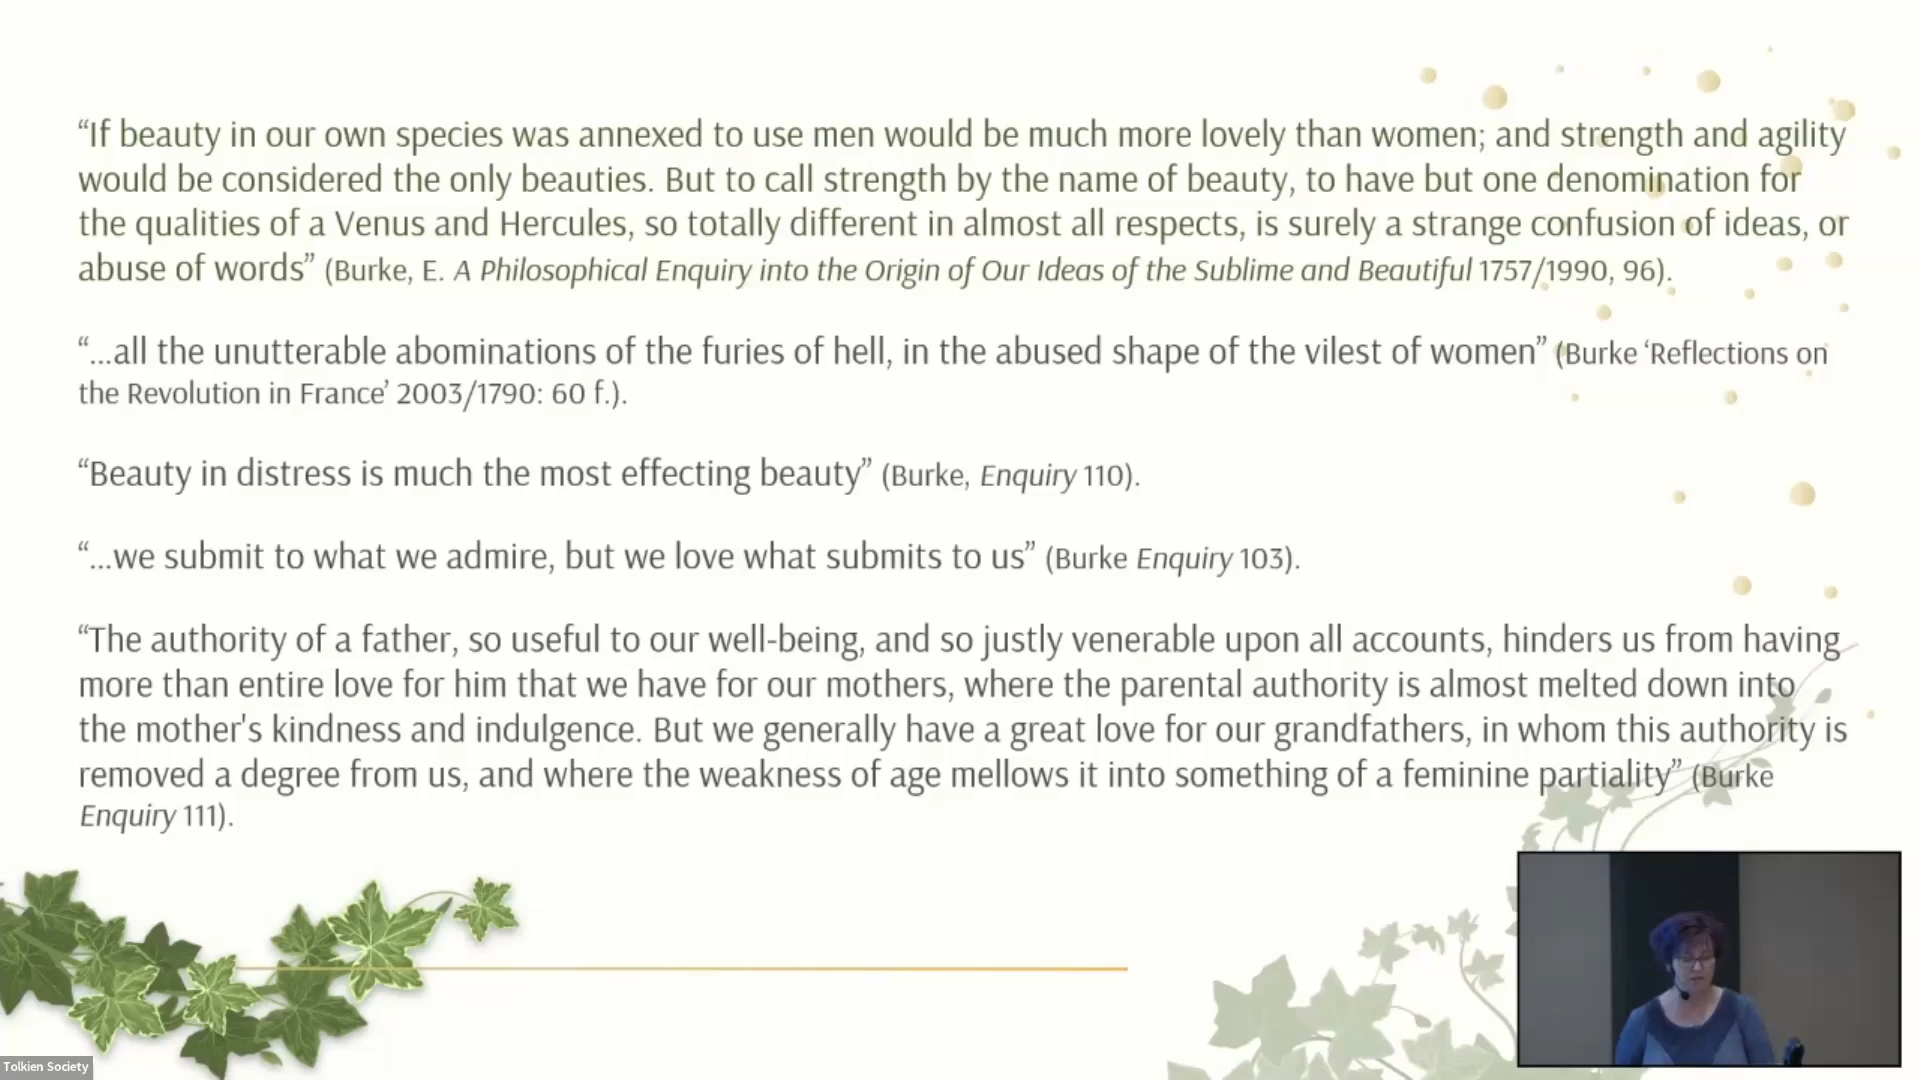 “If beauty in our own species was annexed to use men would be much more lovely than women; and strength and agility
would be considered the only beauties. But to call strength by the name of beauty, to have but one denomination for
the qualities of a Venus and Hercules, so totally different in almost all respects, is surely a strange confusion of ideas, or
abuse of words” (Burke, E. A Philosophical Enquiry into the Origin of Our Ideas of the Sublime and Beautiful 1757/1990, 96).
“...all the unutterable abominations of the furies of hell, in the abused shape of the vilest of women” (Burke ‘Reflections on
the Revolution in France’ 2003/1790: 60 f.).
“Beauty in distress is much the most effecting beauty” (Burke, Enquiry 110).
“...we submit to what we admire, but we love what submits to us” (Burke Enquiry 103).
“The authority of a father, so useful to our well-being, and so justly venerable upon all accounts, hinders us from having
more than entire love for him that we have for our mothers, where the parental authority is almost melted down into
the mother's kindness and indulgence. But we generally have a great love for our grandfathers, in whom this authority is
removed a degree from us, and where the weakness of age mellows it into something of a feminine partiality” (Burke
Enquiry 111).
Tolkien Society